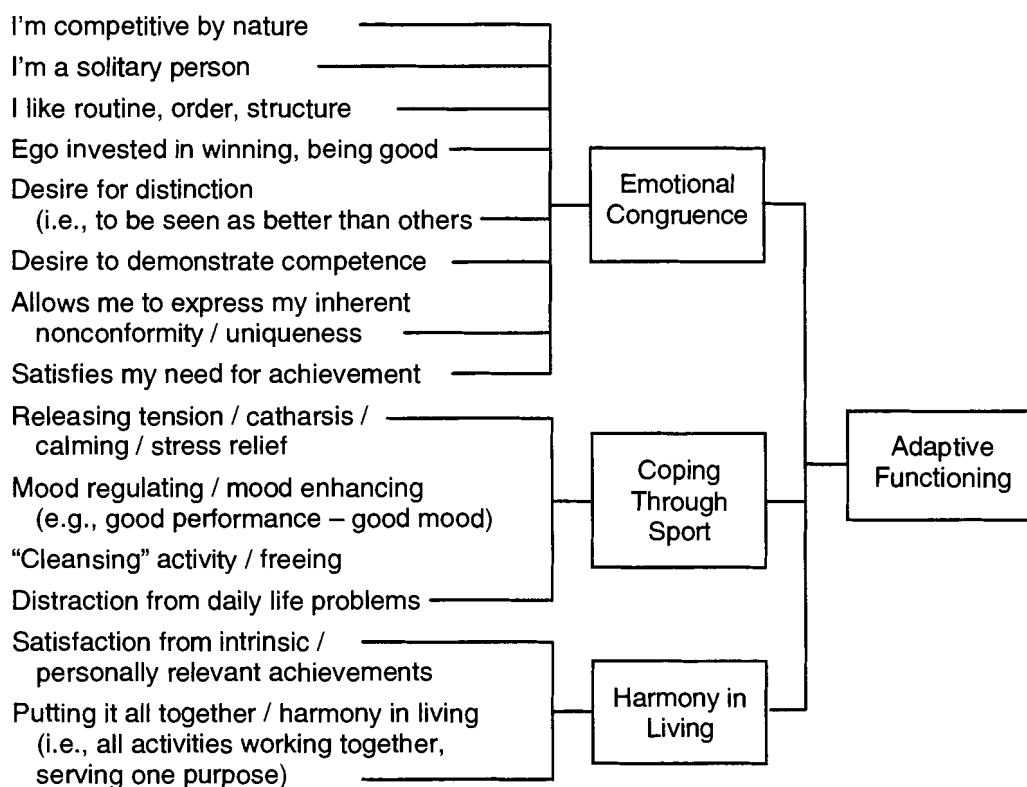 I'm competitive by nature
I'm a solitary person
I like routine, order, structure
Ego invested in winning, being good
Desire for distinction
(i.e., to be seen as better than others
Desire to demonstrate competence
Allows me to express my inherent
nonconformity / uniqueness
Satisfies my need for achievement
Emotional
Congruence
Releasing tension / catharsis /
calming / stress relief
Mood regulating / mood enhancing
(e.g., good performance – good mood)
"Cleansing" activity / freeing
Distraction from daily life problems
Coping
Through
Sport
Satisfaction from intrinsic /
personally relevant achievements
Putting it all together / harmony in living
(i.e., all activities working together,
serving one purpose)
Harmony in
Living
Adaptive
Functioning